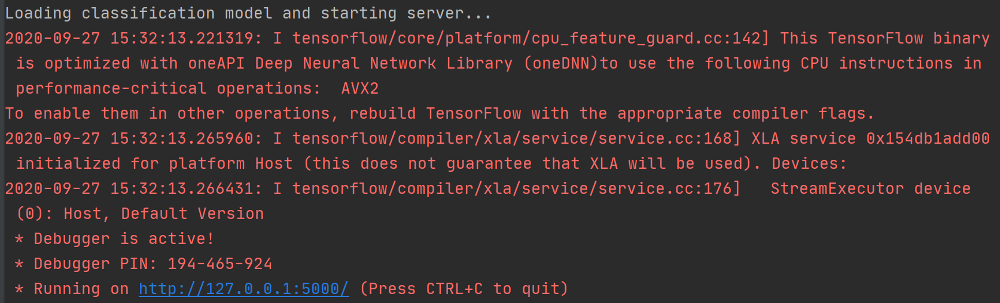 Loading classification model and starting server...
2020-09-27 15:32:13.221319: I tensorflow/core/platform/cpu_feature_guard.cc:142] This TensorFlow binary
is optimized with oneAPI Deep Neural Network Library (oneDNN)to use the following CPU instructions in
performance-critical operations:  AVX2
To enable them in other operations, rebuild TensorFlow with the appropriate compiler flags.
2020-09-27 15:32:13.265960: I tensorflow/compiler/xla/service/service.cc:168] XLA service 0x154db1add00
initialized for platform Host (this does not guarantee that XLA will be used). Devices:
2020-09-27 15:32:13.266431: I tensorflow/compiler/xla/service/service.cc:176]   StreamExecutor device
(0): Host, Default Version
* Debugger is active!
* Debugger PIN: 194-465-924
* Running on http://127.0.0.1:5000/ (Press CTRL+C to quit)